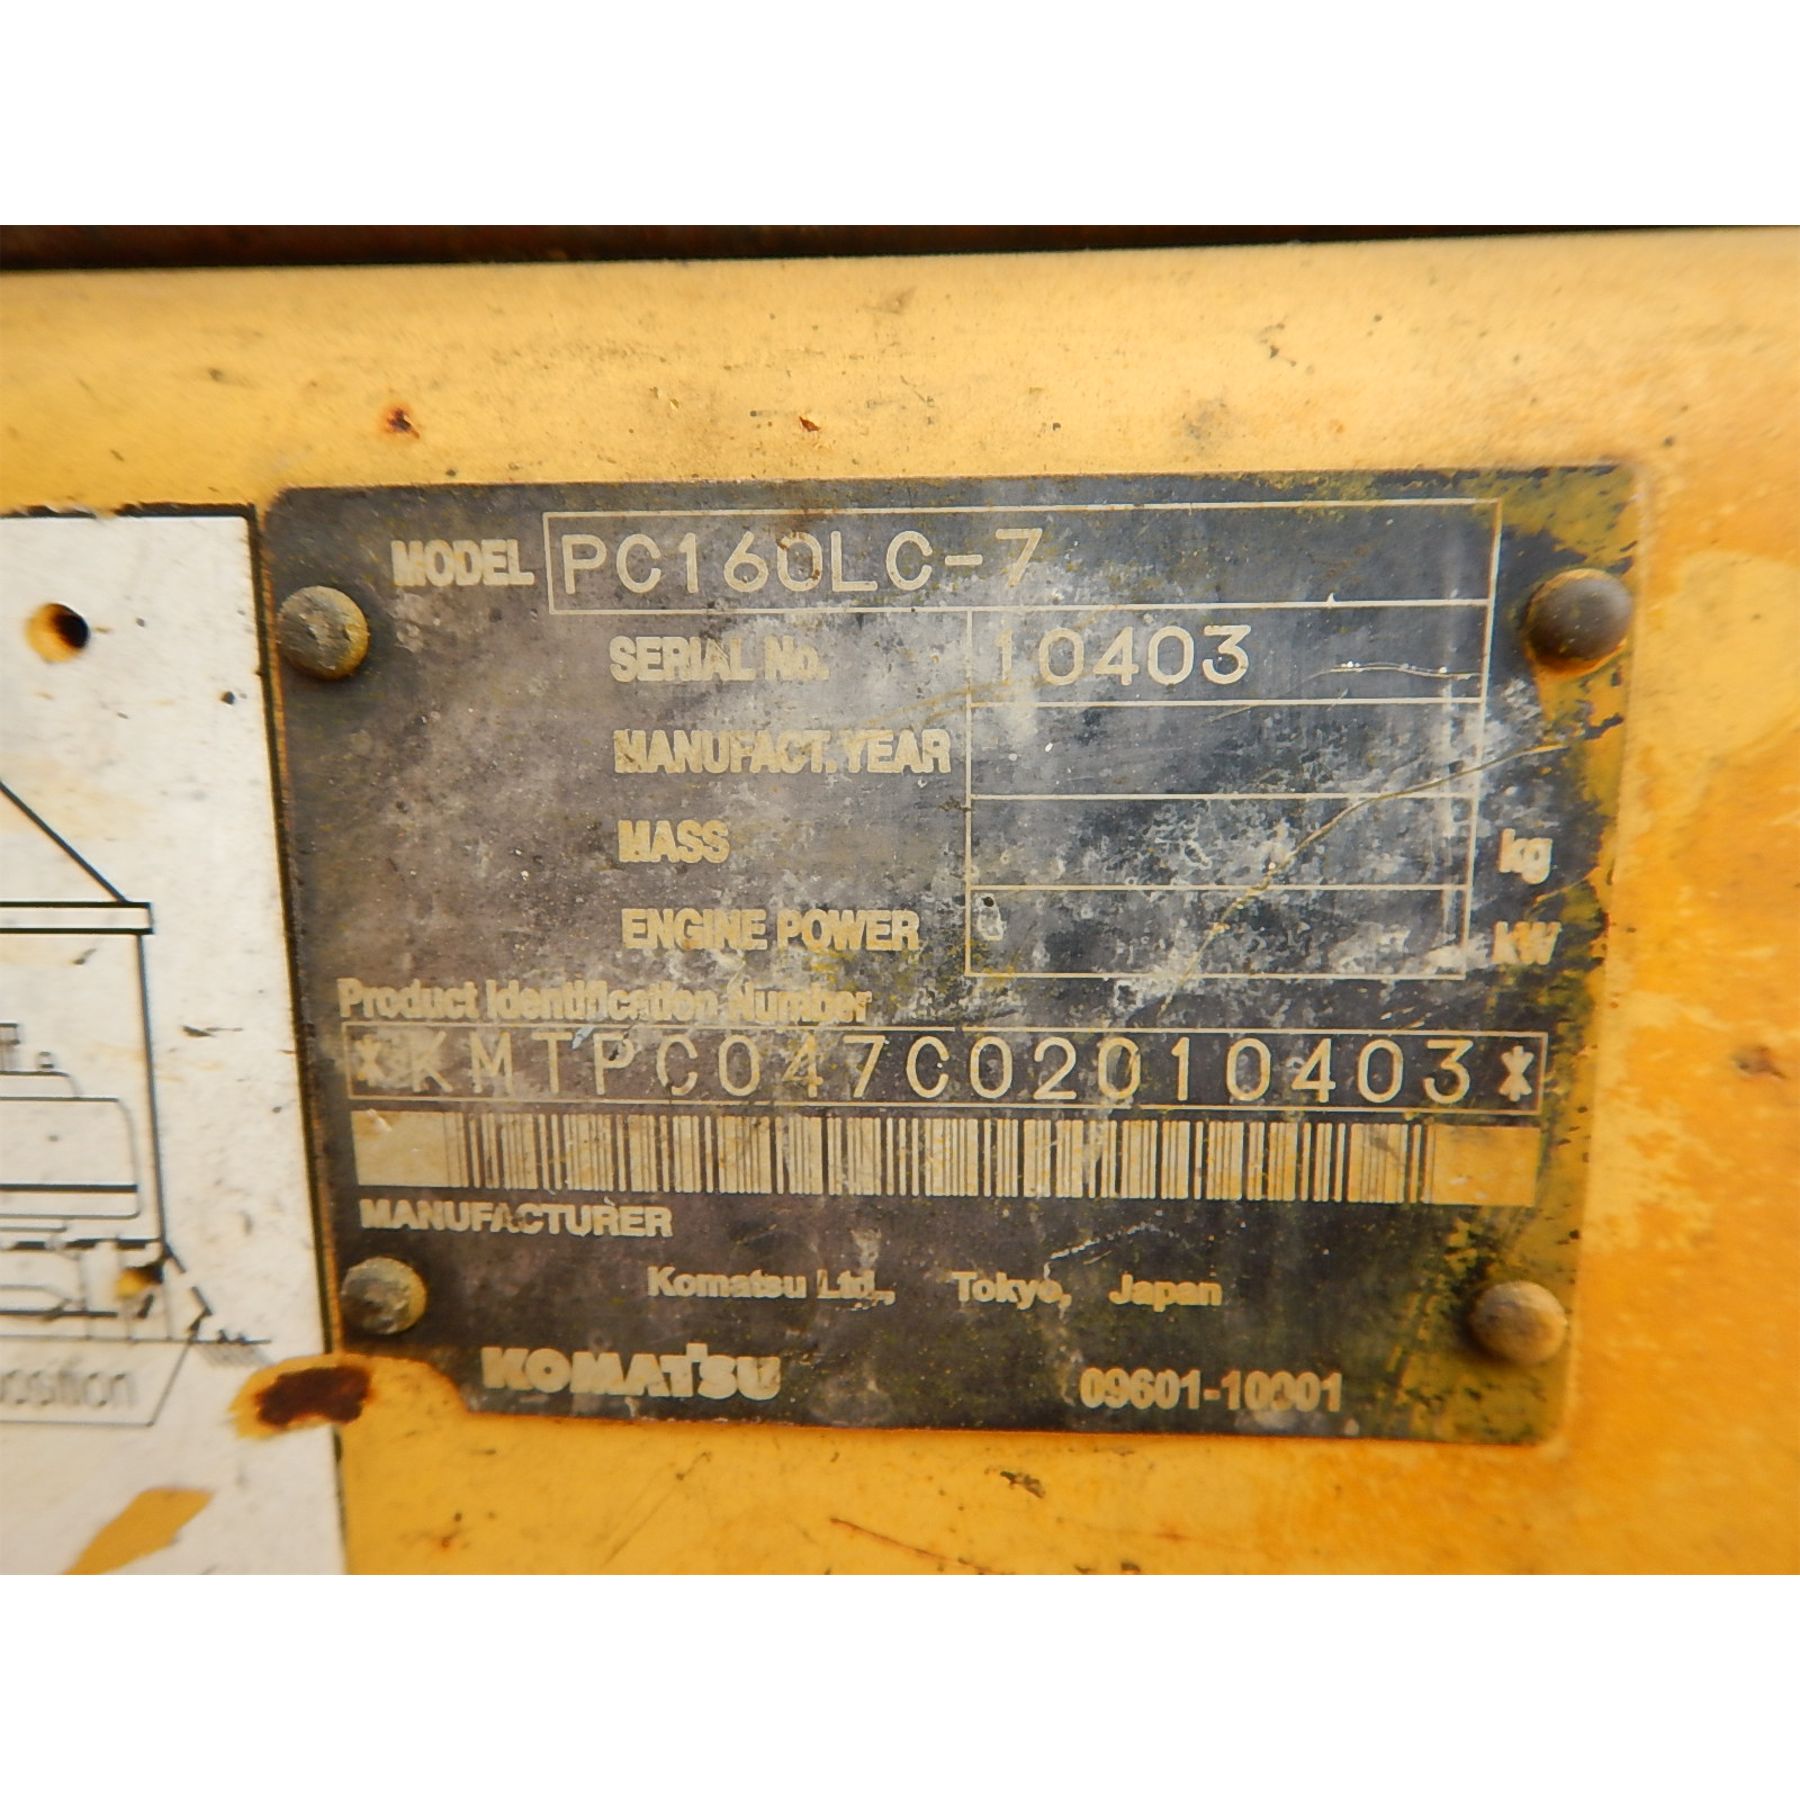 MODEL PC160LC-7
SERIAL No. 10403
MANUFACT. YEAR
MASS kg
ENGINE POWER kW
Product Identification Number
*KMTPC047C02010403*
MANUFACTURER
Komatsu Ltd., Tokyo, Japan
KOMATSU 09601-10001